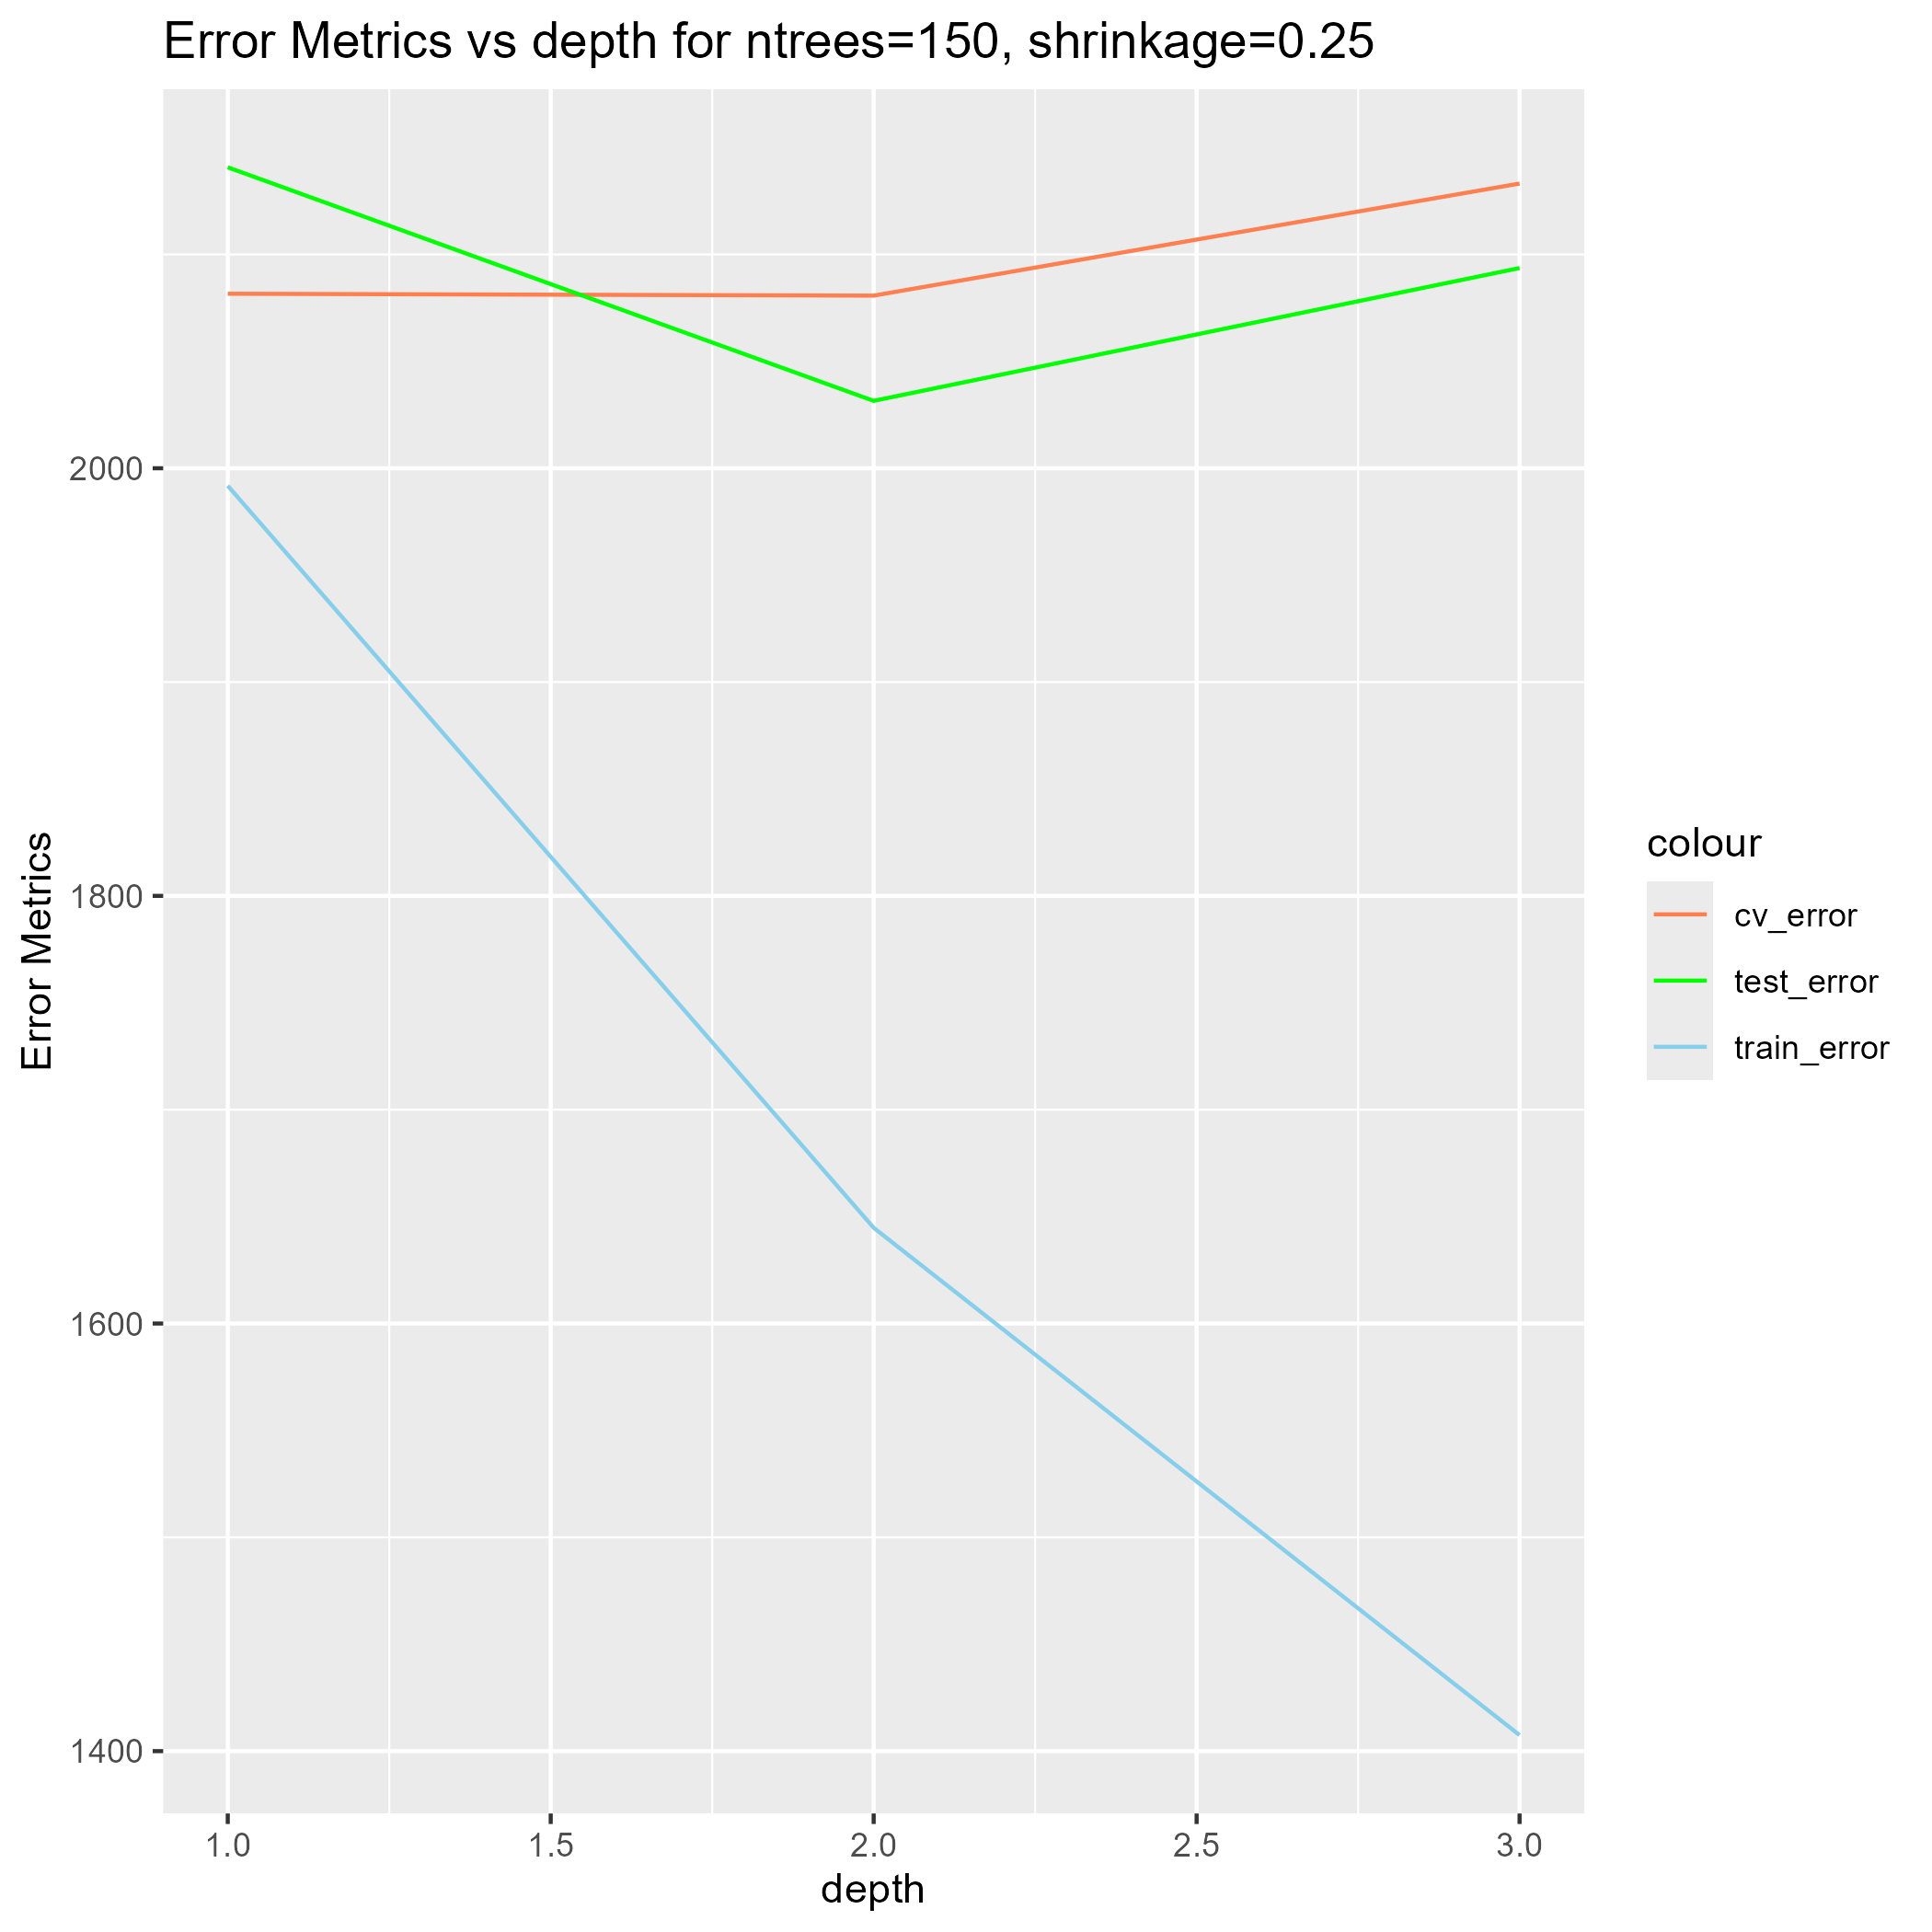 Error Metrics vs depth for ntrees=150, shrinkage=0.25
Error Metrics
2000
1800
1600
1400
1.0 1.5 2.0 2.5 3.0
depth
colour
cv_error
test_error
train_error